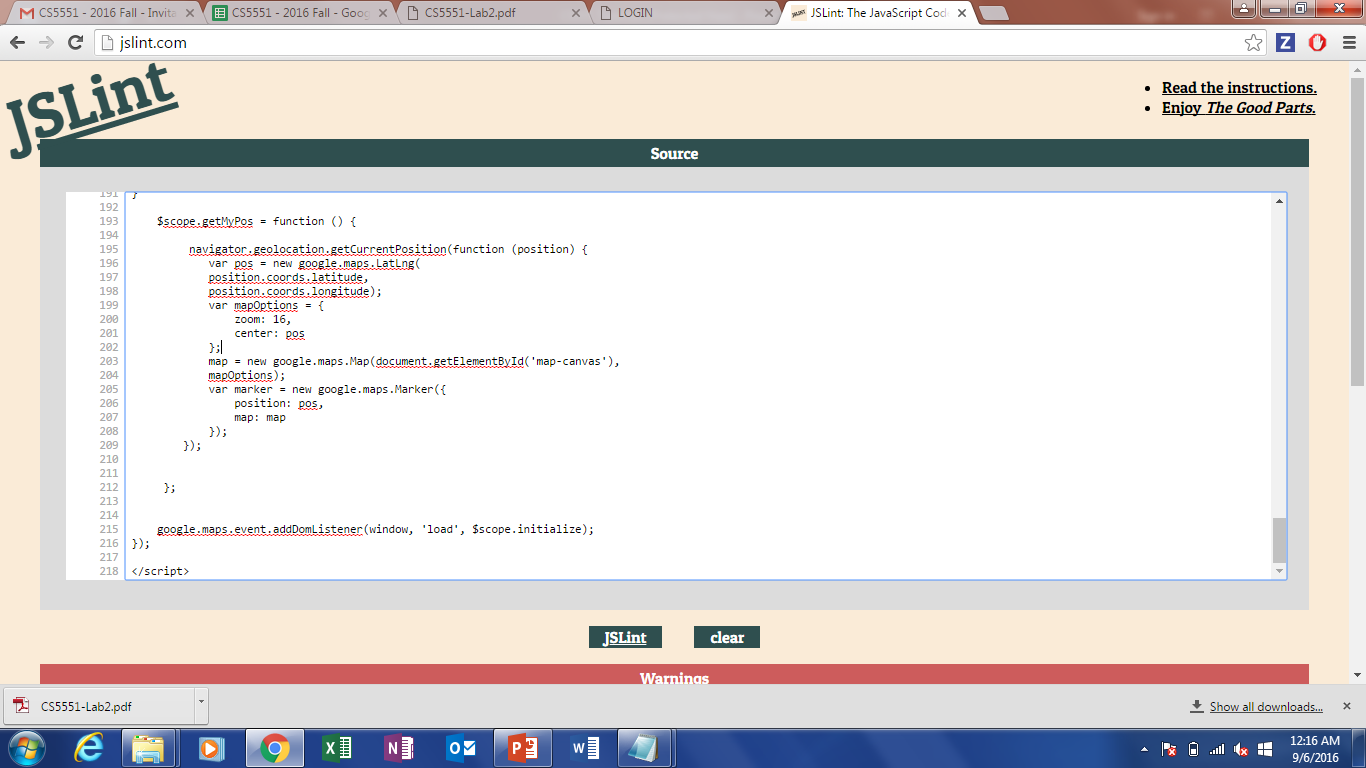 CS5551 - 2016 Fall - Invita
CS5551 - 2016 Fall - Goog
CS5551-Lab2.pdf
LOGIN
JSLint: The JavaScript Cod
jslint.com
JSLint
Read the instructions.
Enjoy The Good Parts.
Source
191 }
192
193 $scope.getMyPos = function () {
194
195 navigator.geolocation.getCurrentPosition(function (position) {
196 var pos = new google.maps.LatLng(
197 position.coords.latitude,
198 position.coords.longitude);
199 var mapOptions = {
200 zoom: 16,
201 center: pos
202 };
203 map = new google.maps.Map(document.getElementById('map-canvas'),
204 mapOptions);
205 var marker = new google.maps.Marker({
206 position: pos,
207 map: map
208 });
209 });
210
211
212 };
213
214
215 google.maps.event.addDomListener(window, 'load', $scope.initialize);
216 });
217
218 </script>
JSLint
clear
Warnings
CS5551-Lab2.pdf
Show all downloads...
12:16 AM
9/6/2016